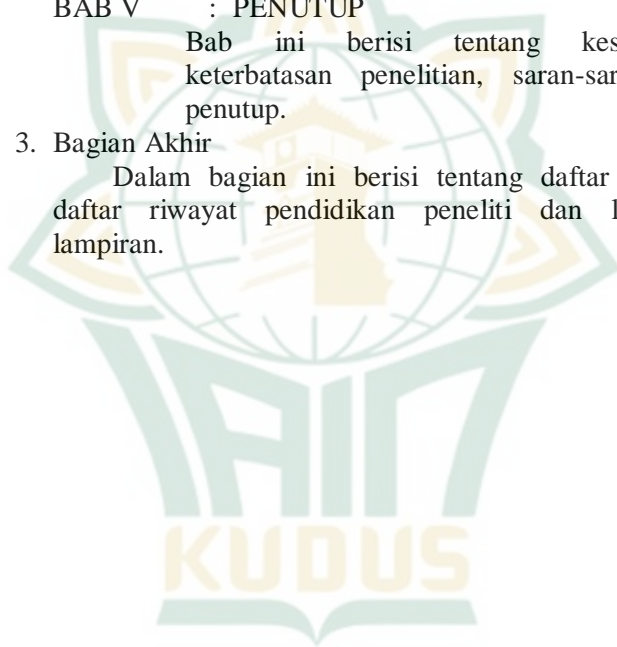 BAB V : PENUTUP
Bab ini berisi tentang
keterbatasan penelitian,
penutup.
3. Bagian Akhir
Dalam bagian ini berisi tentang daftar
daftar riwayat pendidikan peneliti dan
lampiran.
IAIN
KUDUS